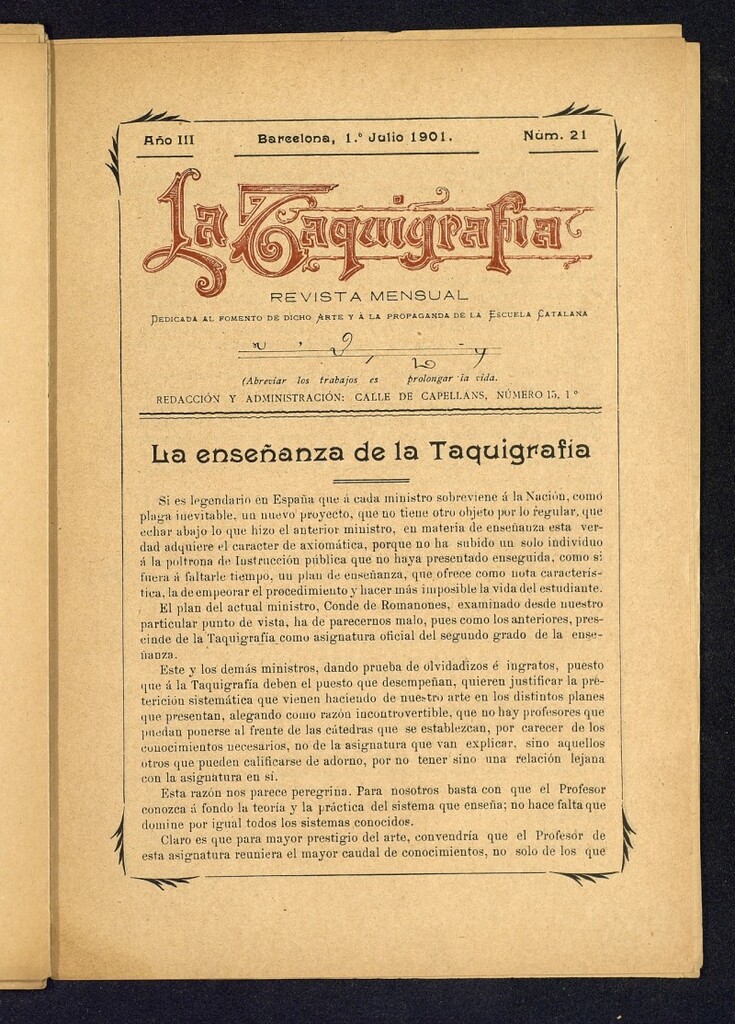 Año III
Barcelona, 1.º Julio 1901.
Núm. 21
La Taquigrafia
REVISTA MENSUAL
DEDICADA AL FOMENTO DE DICHO ARTE Y Á LA PROPAGANDA DE LA ESCUELA CATALANA
(Abreviar los trabajos es prolongar la vida.
REDACCIÓN Y ADMINISTRACIÓN: CALLE DE CAPELLANS, NÚMERO 15, 1º
La enseñanza de la Taquigrafía
Si es legendario en España que á cada ministro sobreviene á la Nación, como
plaga inevitable, un nuevo proyecto, que no tiene otro objeto por lo regular, que
echar abajo lo que hizo el anterior ministro, en materia de enseñanza esta ver-
dad adquiere el caracter de axiomática, porque no ha subido un solo individuo
á la poltrona de Instrucción pública que no haya presentado enseguida, como si
fuera á faltarle tiempo, un plan de enseñanza, que ofrece como nota caracterís-
tica, la de empeorar el procedimiento y hacer más imposible la vida del estudiante.
El plan del actual ministro, Conde de Romanones, examinado desde nuestro
particular punto de vista, ha de parecernos malo, pues como los anteriores, pres-
cinde de la Taquigrafía como asignatura oficial del segundo grado de la ense-
ñanza.
Este y los demás ministros, dando prueba de olvidadizos é ingratos, puesto
que á la Taquigrafía deben el puesto que desempeñan, quieren justificar la pre-
terición sistemática que vienen haciendo de nuestro arte en los distintos planes
que presentan, alegando como razón incontrovertible, que no hay profesores que
puedan ponerse al frente de las cátedras que se establezcan, por carecer de los
conocimientos necesarios, no de la asignatura que van explicar, sino aquellos
otros que pueden calificarse de adorno, por no tener sino una relación lejana
con la asignatura en sí.
Esta razón nos parece peregrina. Para nosotros basta con que el Profesor
conozca á fondo la teoría y la práctica del sistema que enseña; no hace falta que
domine por igual todos los sistemas conocidos.
Claro es que para mayor prestigio del arte, convendría que el Profesor de
esta asignatura reuniera el mayor caudal de conocimientos, no solo de los que